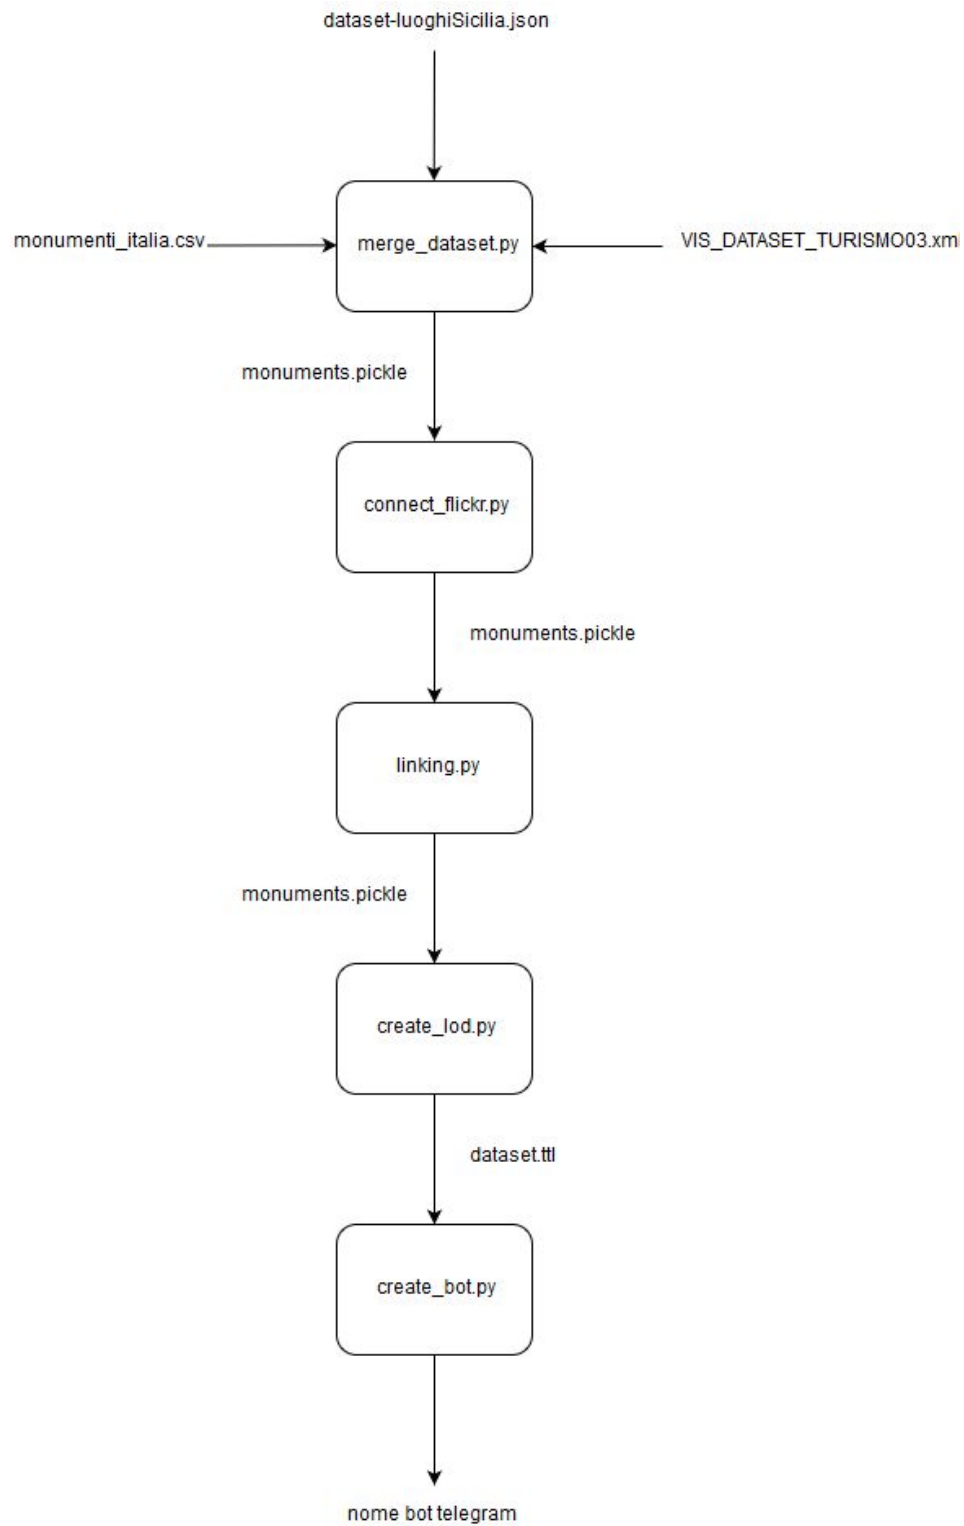 dataset-luoghiSicilia.json
monumenti_italia.csv
merge_dataset.py
VIS_DATASET_TURISMO03.xml
monuments.pickle
connect_flickr.py
monuments.pickle
linking.py
monuments.pickle
create_lod.py
dataset.ttl
create_bot.py
nome bot telegram